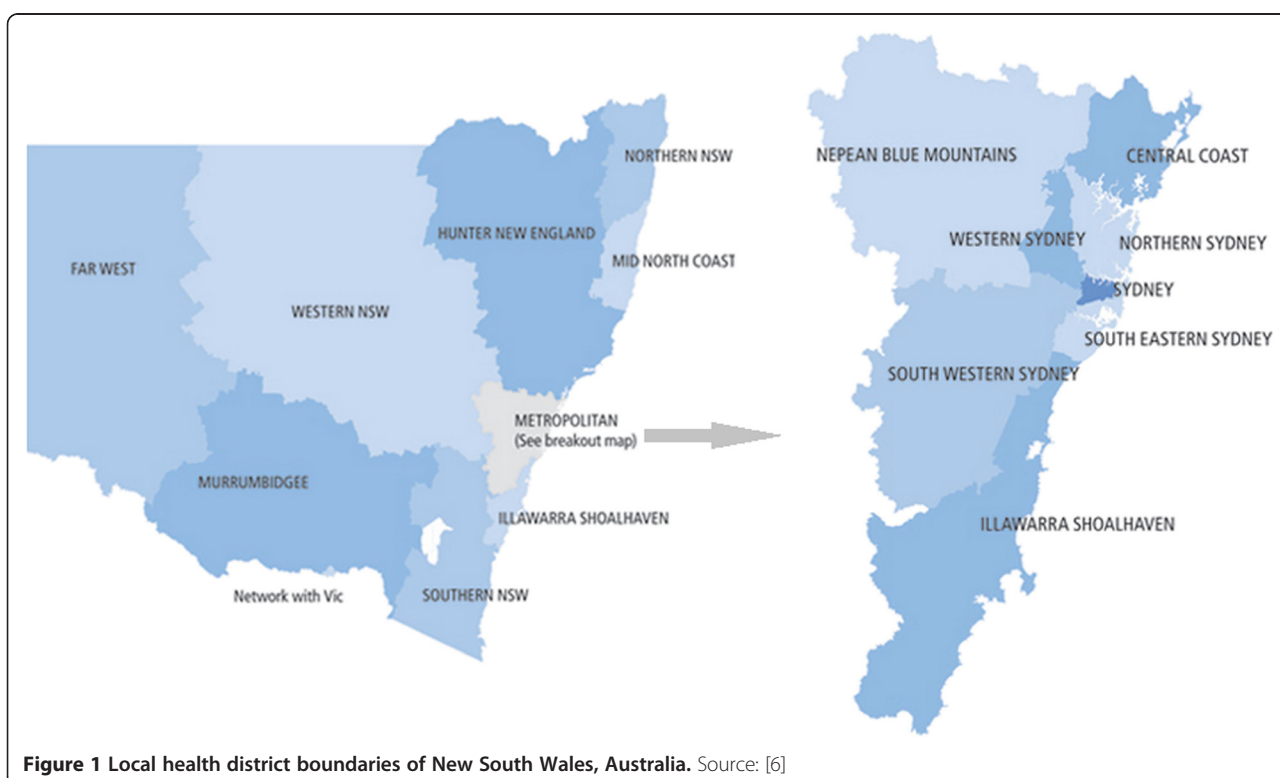 NORTHERN NSW
HUNTER NEW ENGLAND
MID NORTH COAST
FAR WEST
WESTERN NSW
METROPOLITAN
(See breakout map)
MURRUMBIDGEE
ILLAWARRA SHOALHAVEN
Network with Vic
SOUTHERN NSW
NEPEAN BLUE MOUNTAINS
CENTRAL COAST
WESTERN SYDNEY
NORTHERN SYDNEY
SYDNEY
SOUTH EASTERN SYDNEY
SOUTH WESTERN SYDNEY
ILLAWARRA SHOALHAVEN
Figure 1 Local health district boundaries of New South Wales, Australia. Source: [6]